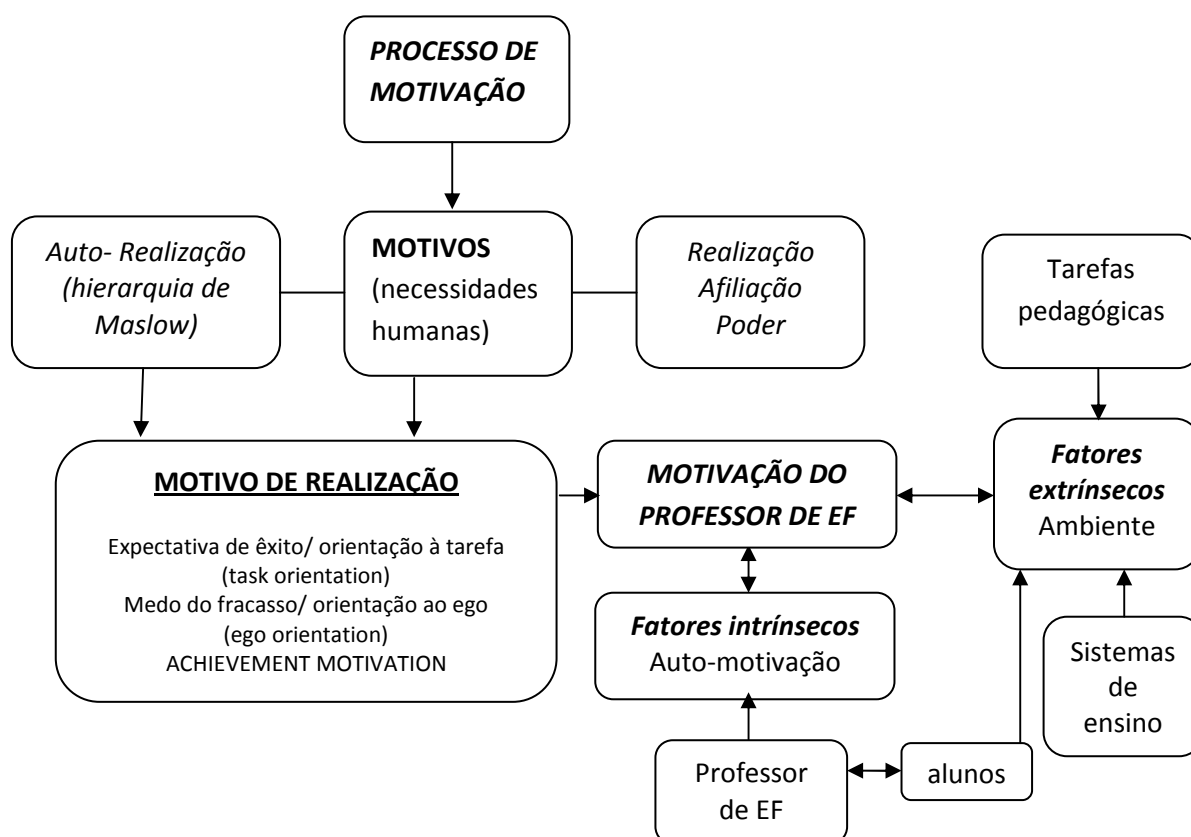 PROCESSO DE
MOTIVAÇÃO
Auto- Realização
(hierarquia de
Maslow)
MOTIVOS
(necessidades
humanas)
Realização
Afiliação
Poder
Tarefas
pedagógicas
MOTIVO DE REALIZAÇÃO
Expectativa de êxito/ orientação à tarefa
(task orientation)
Medo do fracasso/ orientação ao ego
(ego orientation)
ACHIEVEMENT MOTIVATION
MOTIVAÇÃO DO
PROFESSOR DE EF
Fatores
extrínsecos
Ambiente
Fatores intrínsecos
Auto-motivação
Sistemas
de
ensino
Professor
de EF
alunos